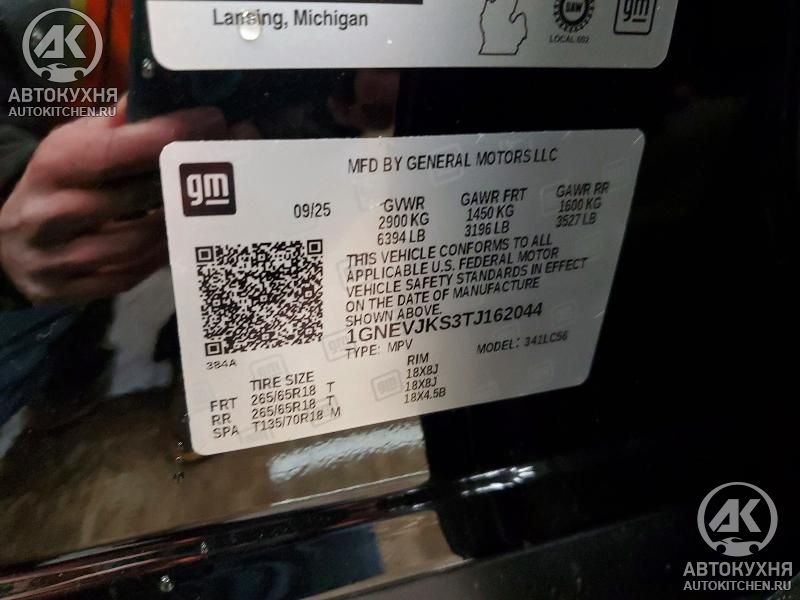 Lansing, Michigan
UAW
LOCAL 602
gm
AK
АВТОКУХНЯ
AUTOKITCHEN.RU
gm
MFD BY GENERAL MOTORS LLC
09/25
GVWR GAWR FRT GAWR RR
2900 KG 1450 KG 1600 KG
6394 LB 3196 LB 3527 LB
THIS VEHICLE CONFORMS TO ALL
APPLICABLE U.S. FEDERAL MOTOR
VEHICLE SAFETY STANDARDS IN EFFECT
ON THE DATE OF MANUFACTURE
SHOWN ABOVE.
1GNEVJKS3TJ162044
TYPE: MPV MODEL: 341LC56
384A
TIRE SIZE RIM
FRT 265/65R18 T 18X8J
RR 265/65R18 T 18X8J
SPA T135/70R18 M 18X4.5B
AK
АВТОКУХНЯ
AUTOKITCHEN.RU